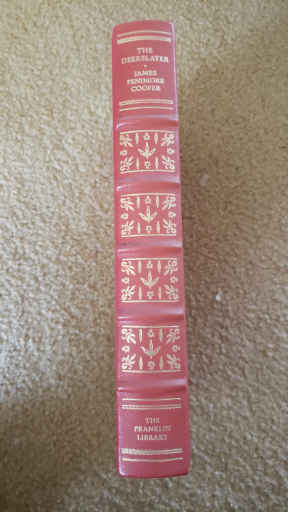 THE
DEERSLAYER
JAMES
FENIMORE
COOPER
THE
FRANKLIN
LIBRARY